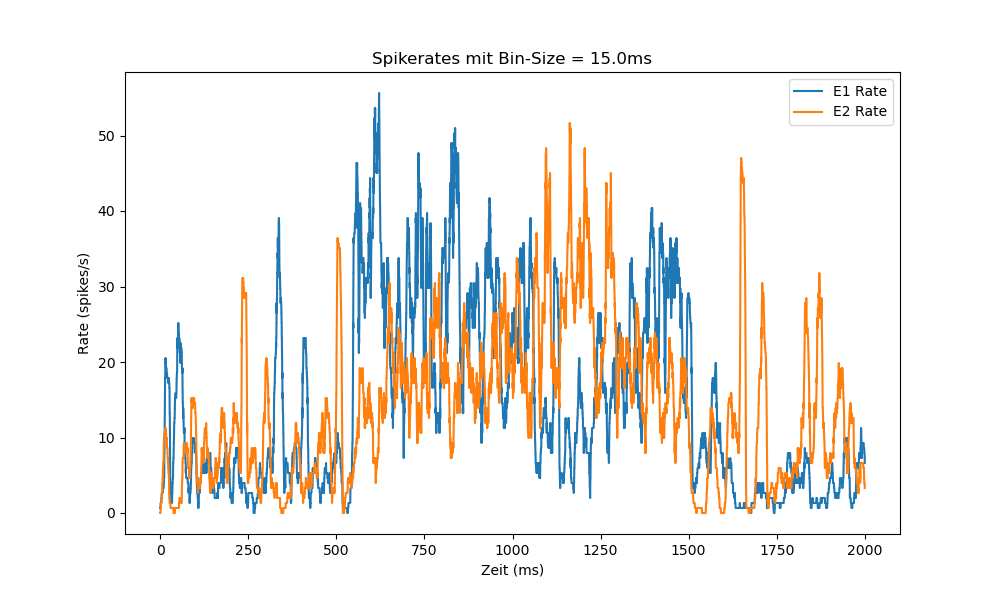 Spikerates mit Bin-Size = 15.0ms
E1 Rate
E2 Rate
Rate (spikes/s)
50
40
30
20
10
0
0 250 500 750 1000 1250 1500 1750 2000
Zeit (ms)